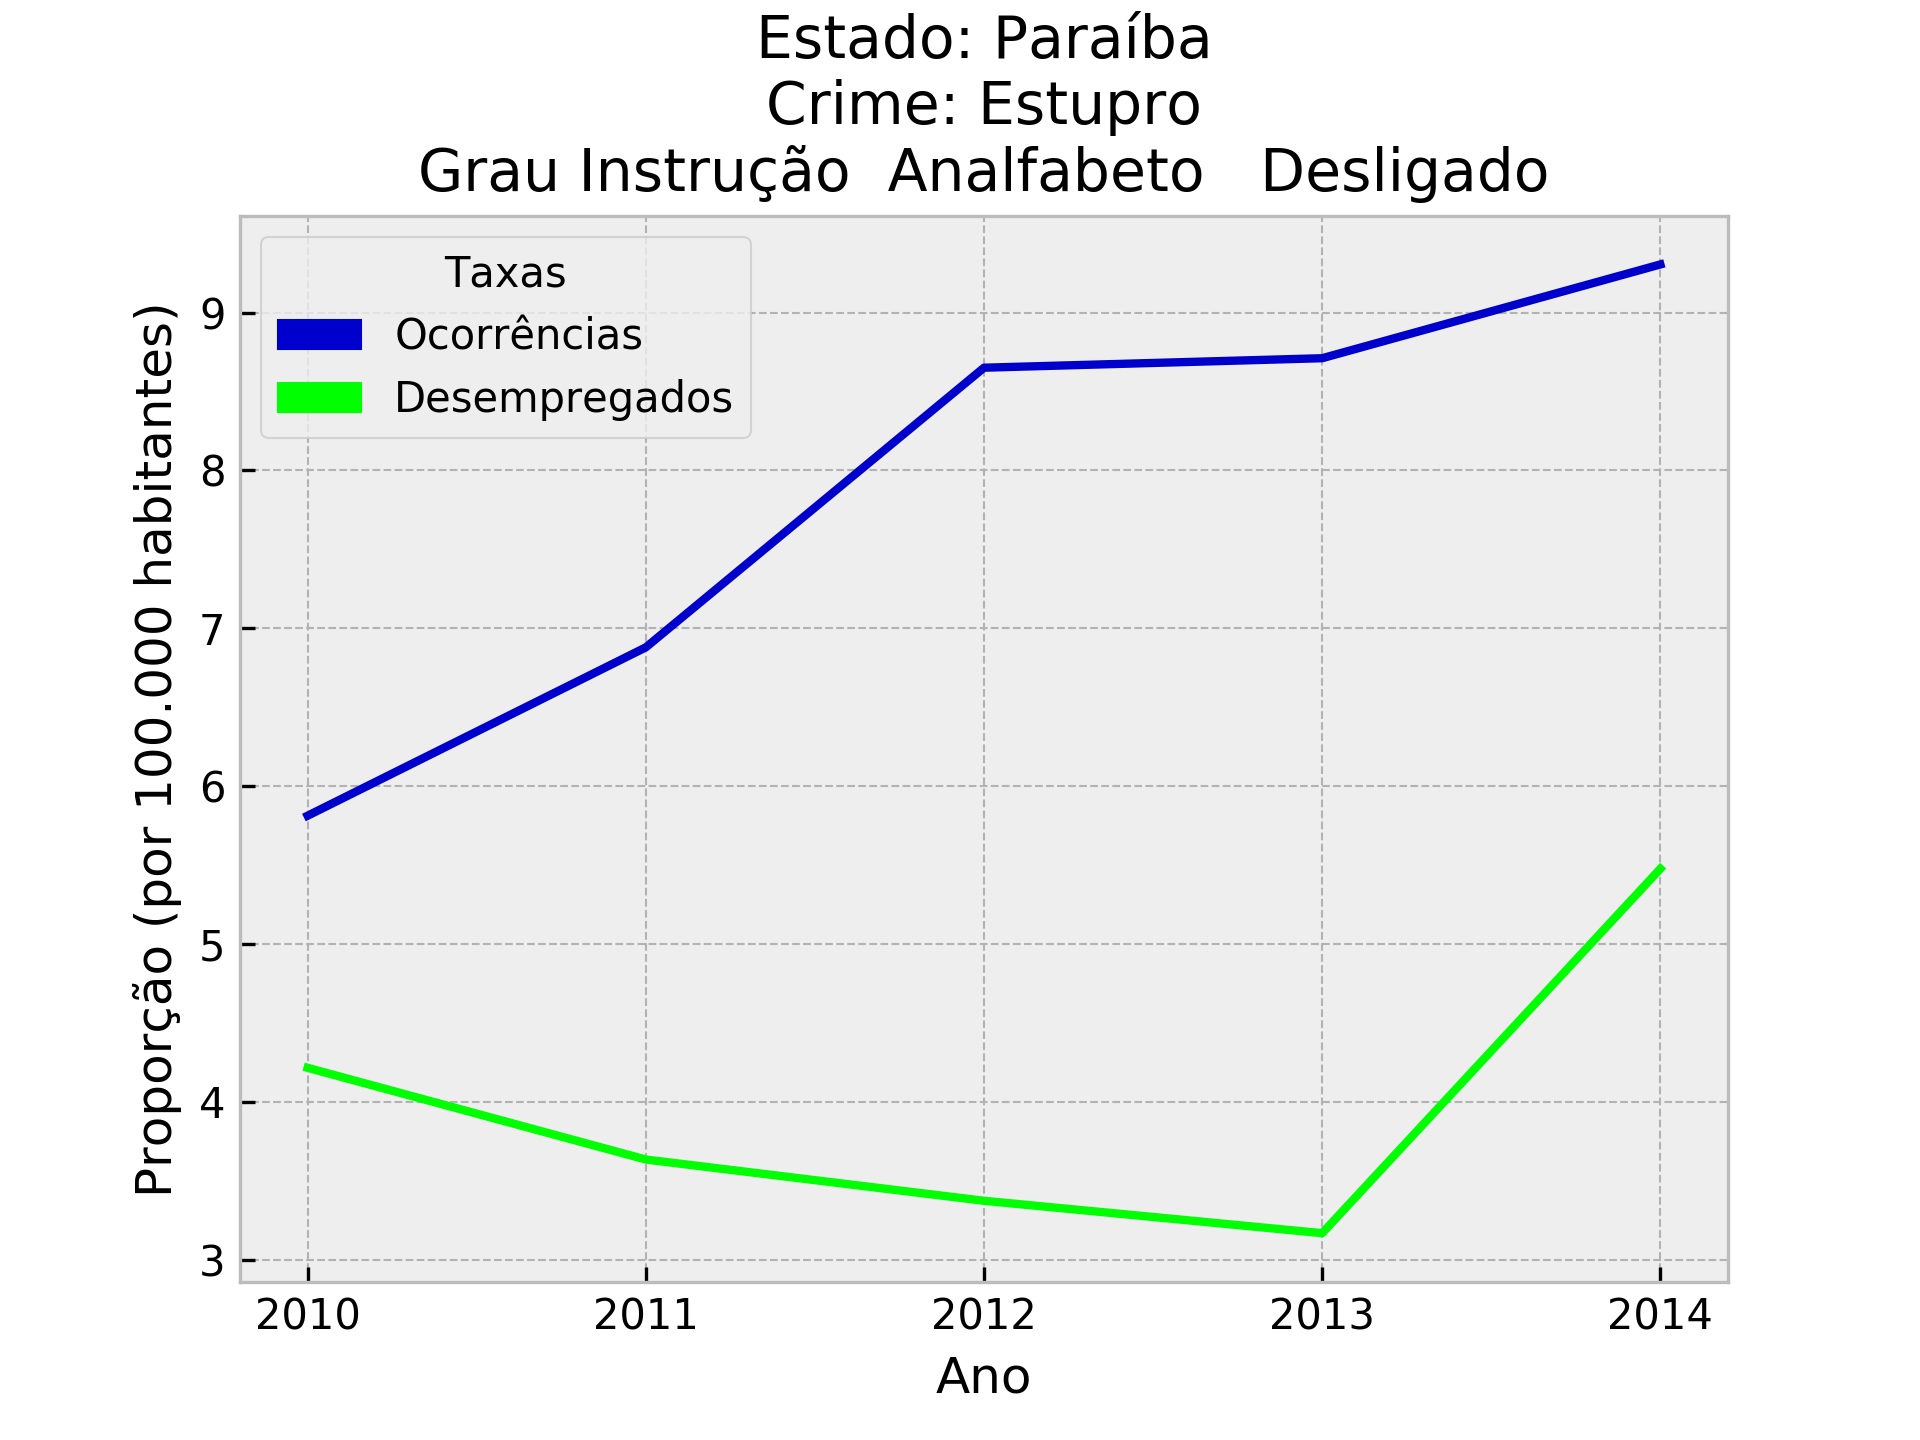 Estado: Paraíba
Crime: Estupro
Grau Instrução  Analfabeto   Desligado
Taxas
Ocorrências
Desempregados
Proporção (por 100.000 habitantes)
9
8
7
6
5
4
3
2010 2011 2012 2013 2014
Ano